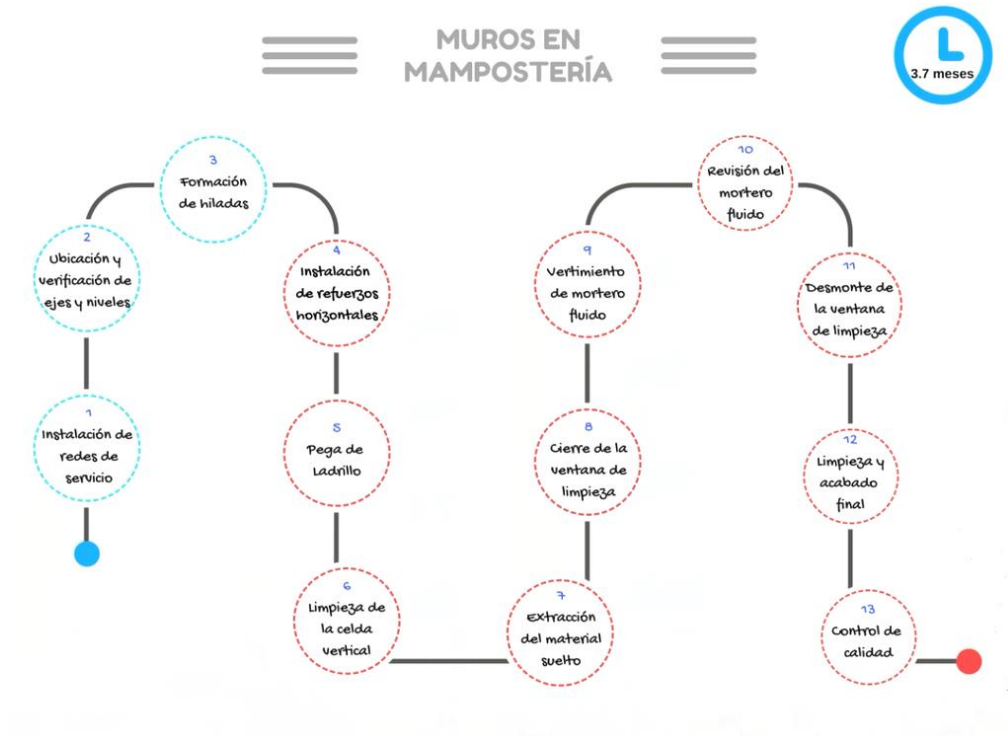 MUROS EN
MAMPOSTERÍA
3.7 meses
1
Instalación de
redes de
servicio
2
Ubicación y
verificación de
ejes y niveles
3
Formación
de hiladas
4
Instalación
de refuerzos
horizontales
5
Pega de
Ladrillo
6
Limpieza de
la celda
vertical
7
Extracción
del material
suelto
8
Cierre de la
ventana de
limpieza
9
Vertimiento
de mortero
fluido
10
Revisión del
mortero
fluido
11
Desmonte de
la ventana
de limpieza
12
Limpieza y
acabado
final
13
Control de
calidad